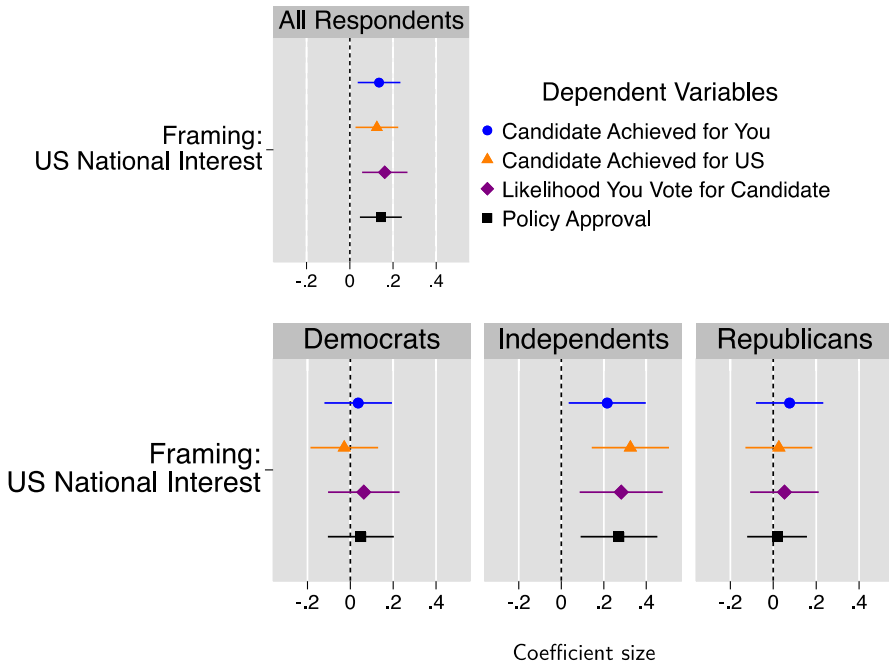 All Respondents
Framing:
US National Interest
-.2 0 .2 .4
Dependent Variables
Candidate Achieved for You
Candidate Achieved for US
Likelihood You Vote for Candidate
Policy Approval
Democrats
Independents
Republicans
Framing:
US National Interest
-.2 0 .2 .4
-.2 0 .2 .4
-.2 0 .2 .4
Coefficient size